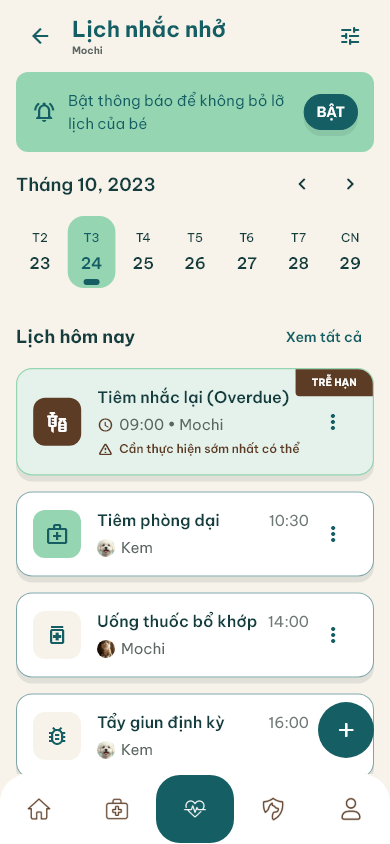 Lịch nhắc nhở
Mochi
Bật thông báo để không bỏ lỡ
lịch của bé
BẬT
Tháng 10, 2023
T2 T3 T4 T5 T6 T7 CN
23 24 25 26 27 28 29
Lịch hôm nay
Xem tất cả
TRỄ HẠN
Tiêm nhắc lại (Overdue)
09:00 • Mochi
Cần thực hiện sớm nhất có thể
Tiêm phòng dại
10:30
Kem
Uống thuốc bổ khớp
14:00
Mochi
Tẩy giun định kỳ
16:00
Kem
+